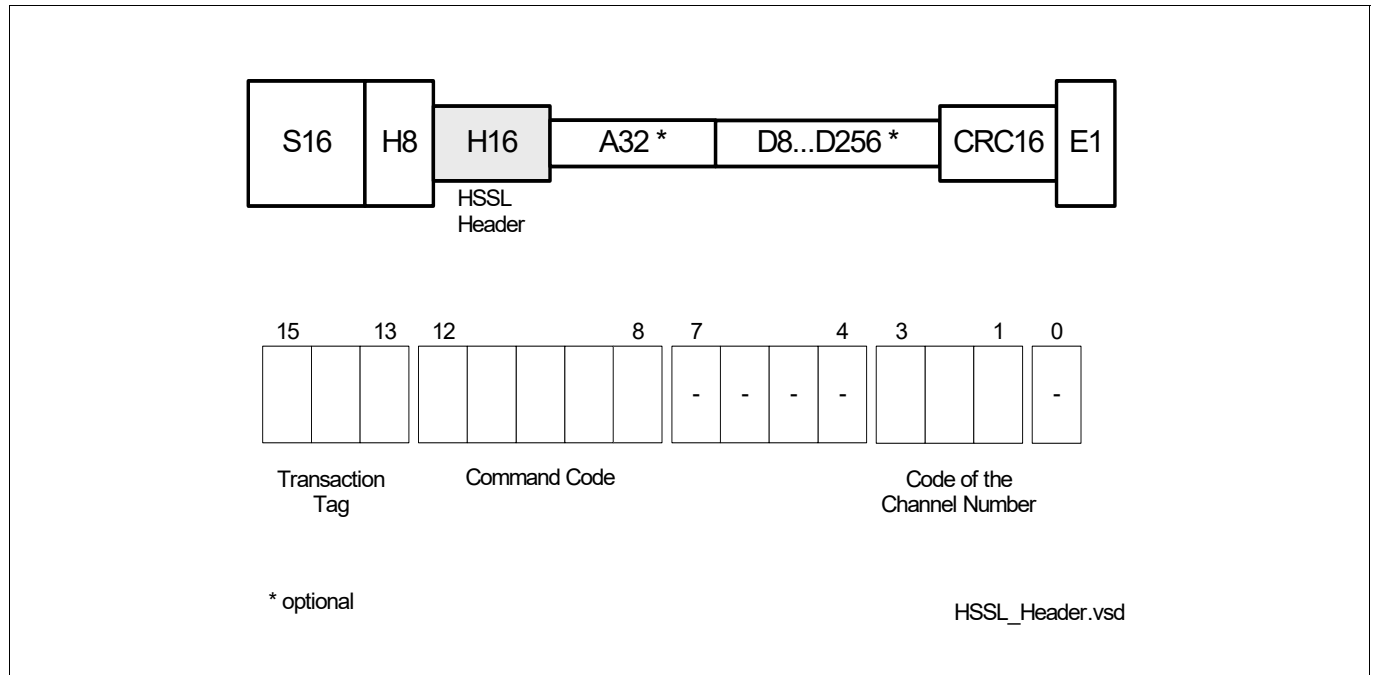 S16 H8 H16 A32 * D8...D256 * CRC16 E1
HSSL
Header
15 13 12 8 7 4 3 1 0
- - - - -
Transaction
Tag
Command Code
Code of the
Channel Number
* optional
HSSL_Header.vsd